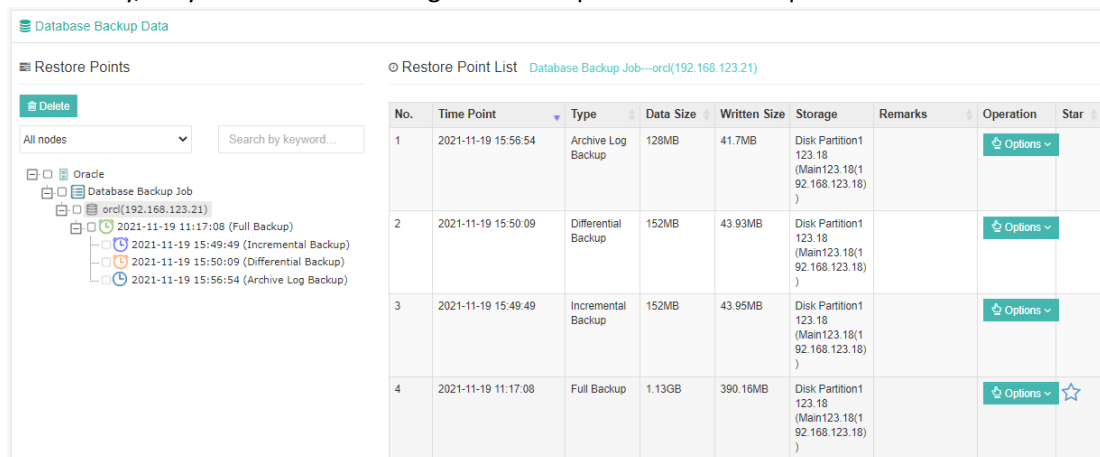 Database Backup Data
Restore Points
Delete
All nodes
Search by keyword...
Oracle
Database Backup Job
orcl(192.168.123.21)
2021-11-19 11:17:08 (Full Backup)
2021-11-19 15:49:49 (Incremental Backup)
2021-11-19 15:50:09 (Differential Backup)
2021-11-19 15:56:54 (Archive Log Backup)
Restore Point List Database Backup Job---orcl(192.168.123.21)
No. Time Point Type Data Size Written Size Storage Remarks Operation Star
1 2021-11-19 15:56:54 Archive Log 128MB 41.7MB Disk Partition1 Options
Backup 123.18
(Main123.18(1
92.168.123.18)
)
2 2021-11-19 15:50:09 Differential 152MB 43.93MB Disk Partition1 Options
Backup 123.18
(Main123.18(1
92.168.123.18)
)
3 2021-11-19 15:49:49 Incremental 152MB 43.95MB Disk Partition1 Options
Backup 123.18
(Main123.18(1
92.168.123.18)
)
4 2021-11-19 11:17:08 Full Backup 1.13GB 390.16MB Disk Partition1 Options
123.18
(Main123.18(1
92.168.123.18)
)